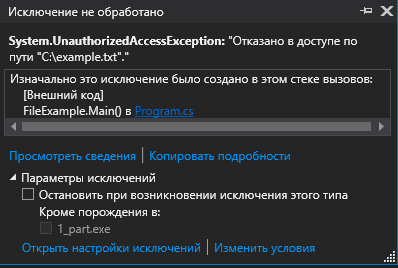 Исключение не обработано
System.UnauthorizedAccessException: "Отказано в доступе по
пути "C:\example.txt"."
Изначально это исключение было создано в этом стеке вызовов:
[Внешний код]
FileExample.Main() в Program.cs
Просмотреть сведения | Копировать подробности
Параметры исключений
Остановить при возникновении исключения этого типа
Кроме порождения в:
1_part.exe
Открыть настройки исключений | Изменить условия